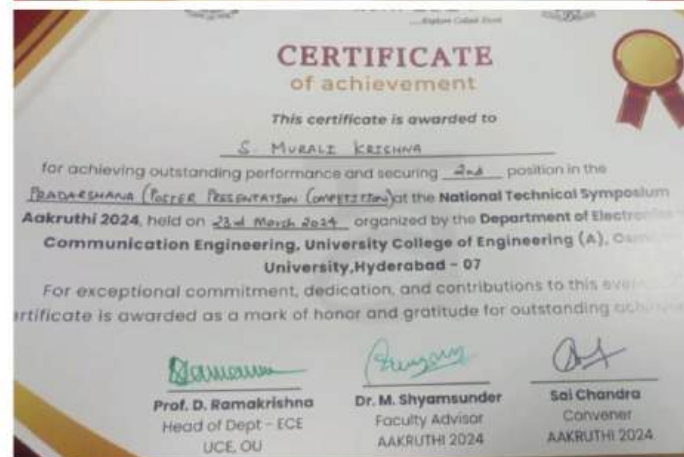 ...Explore Collab Excel
CERTIFICATE
of achievement
This certificate is awarded to
S. MURALI KRISHNA
for achieving outstanding performance and securing 2nd position in the
PRADARSHANA (POSTER PRESENTATION COMPETITION) at the National Technical Symposium
Aakruthi 2024, held on 23rd March 2024 organized by the Department of
Communication Engineering, University College of Engineering (A),
University, Hyderabad - 07
For exceptional commitment, dedication, and contributions to this
is awarded as a mark of honor and gratitude for outstanding
Prof. D. Ramakrishna Dr. M. Shyamsunder Sai Chandra
Head of Dept - ECE Faculty Advisor Convener
UCE, OU AAKRUTHI 2024 AAKRUTHI 2024